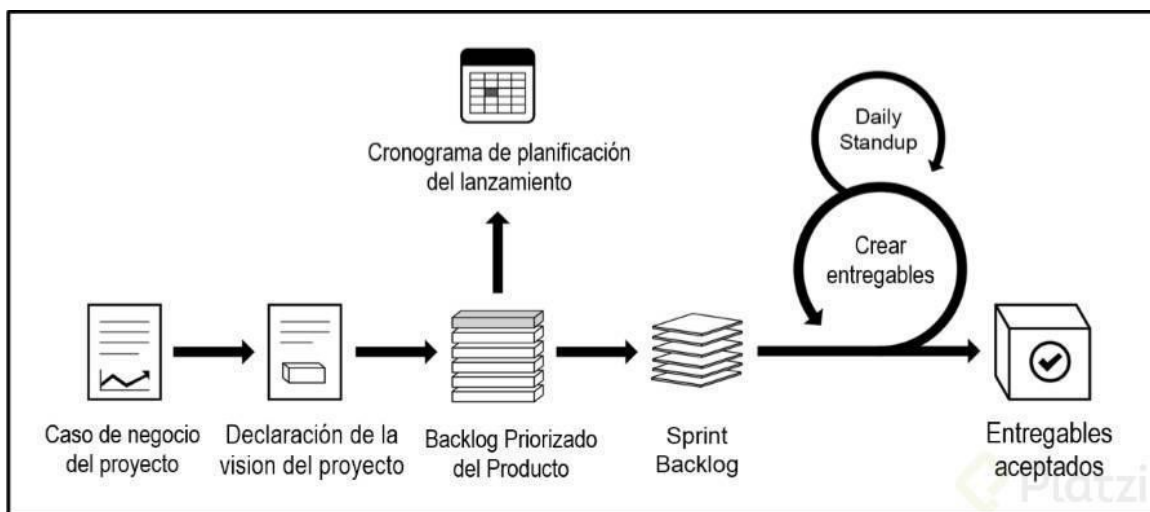 Cronograma de planificación
del lanzamiento
Daily
Standup
Crear
entregables
Caso de negocio
del proyecto
Declaración de la
vision del proyecto
Backlog Priorizado
del Producto
Sprint
Backlog
Entregables
aceptados
Platzi